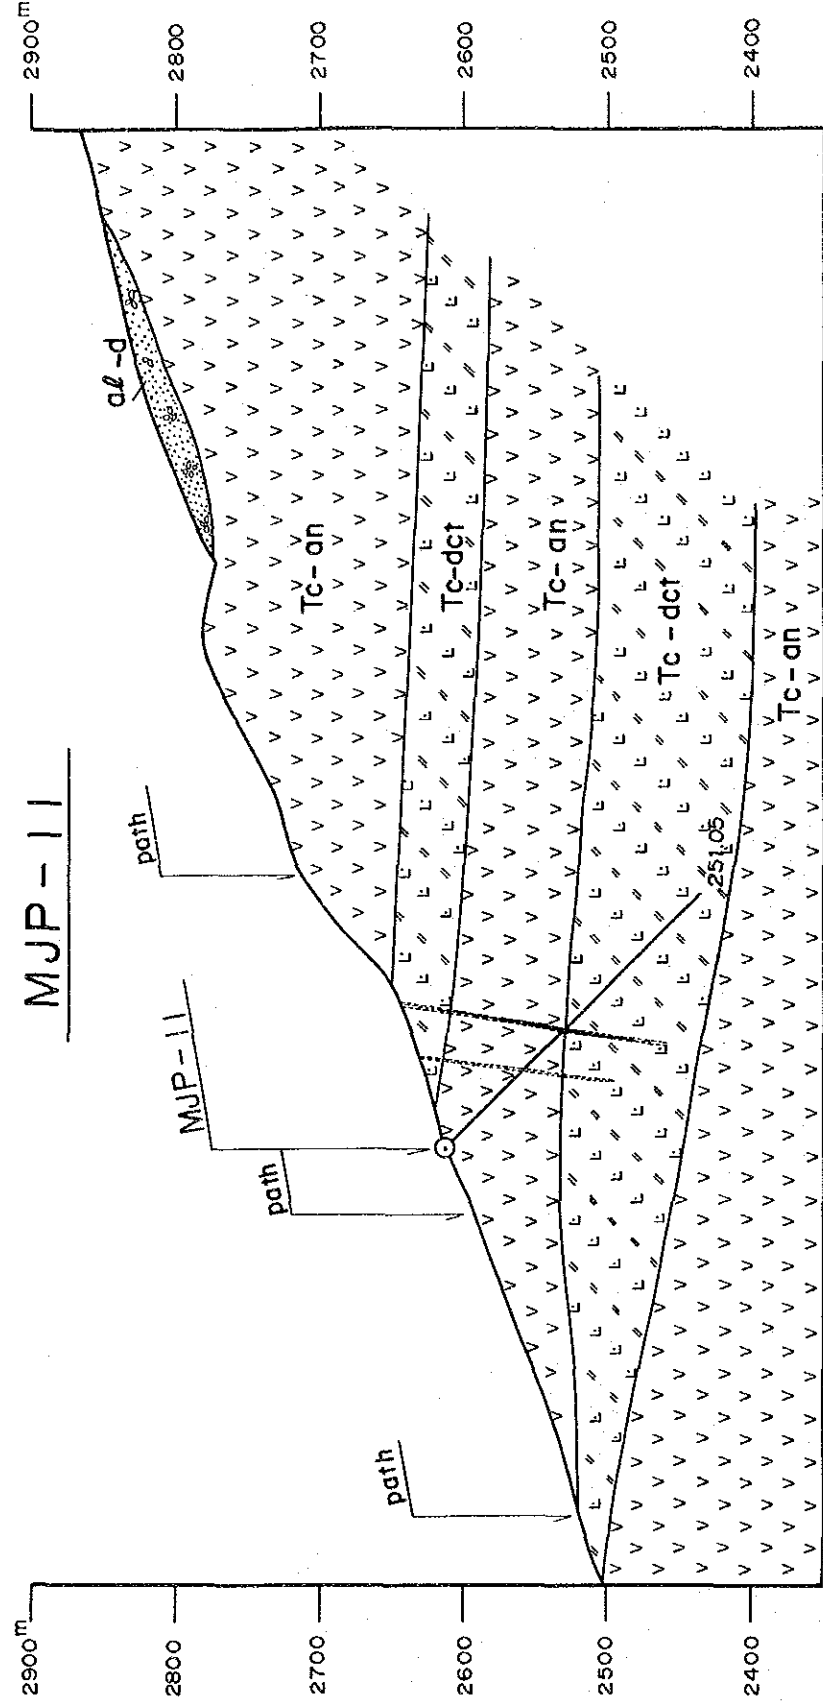 MJP-11
2900m
2800
2700
2600
2500
2400
2900m
2800
2700
2600
2500
2400
path
path
MJP-11
path
al-d
Tc-an
Tc-dct
Tc-an
Tc-dct
Tc-an
251.05